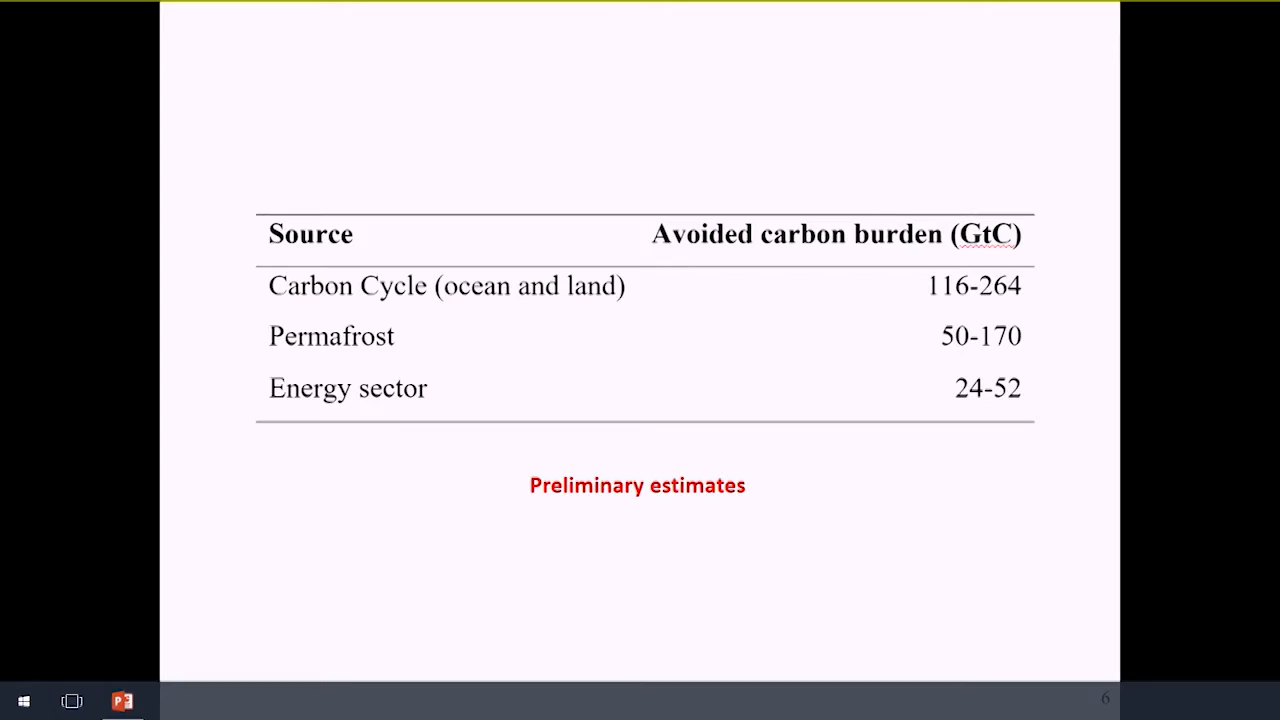 Source Avoided carbon burden (GtC)
Carbon Cycle (ocean and land) 116-264
Permafrost 50-170
Energy sector 24-52
Preliminary estimates
6